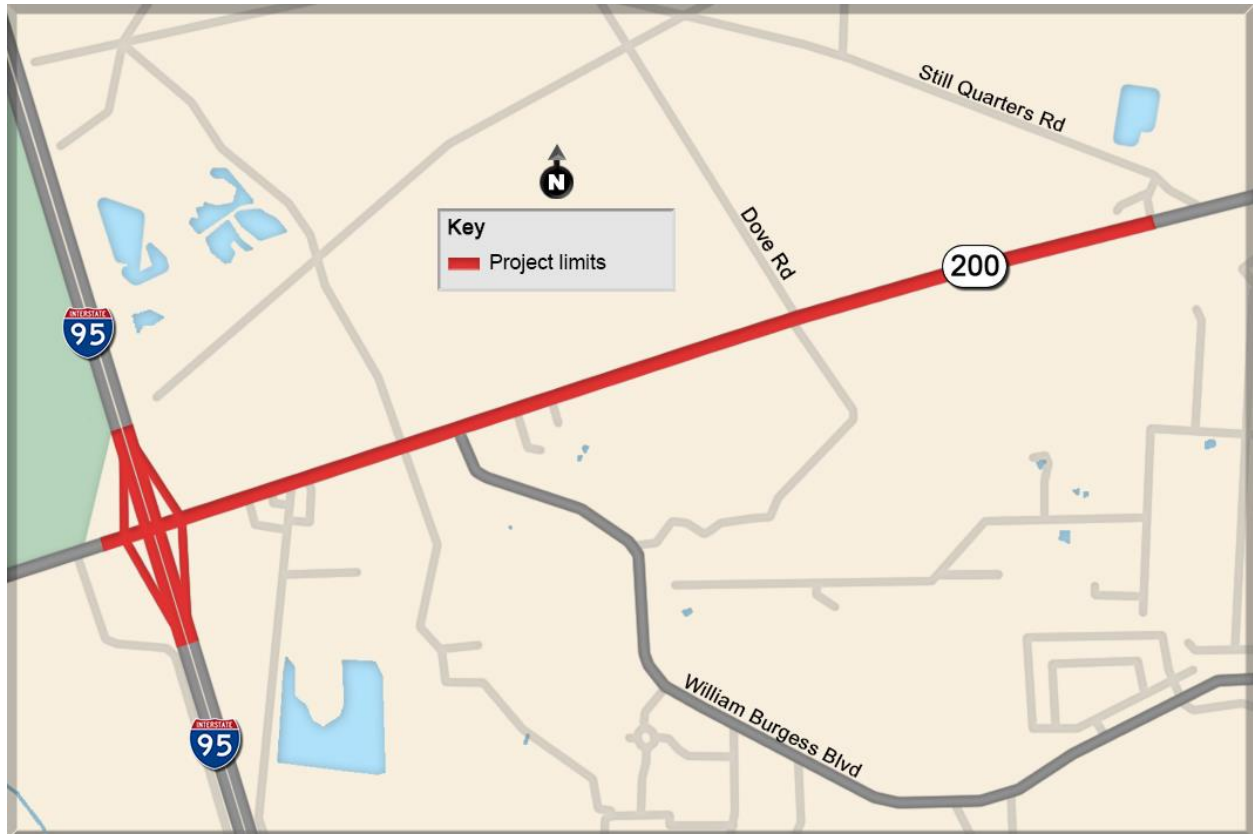 Still Quarters Rd
N
Key
Project limits
Dove Rd
200
INTERSTATE
95
William Burgess Blvd
INTERSTATE
95